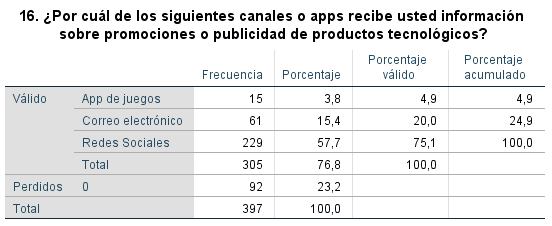 16. ¿Por cuál de los siguientes canales o apps recibe usted información
sobre promociones o publicidad de productos tecnológicos?
Frecuencia Porcentaje Porcentaje válido Porcentaje acumulado
Válido App de juegos 15 3,8 4,9 4,9
Correo electrónico 61 15,4 20,0 24,9
Redes Sociales 229 57,7 75,1 100,0
Total 305 76,8 100,0
Perdidos 0 92 23,2
Total 397 100,0